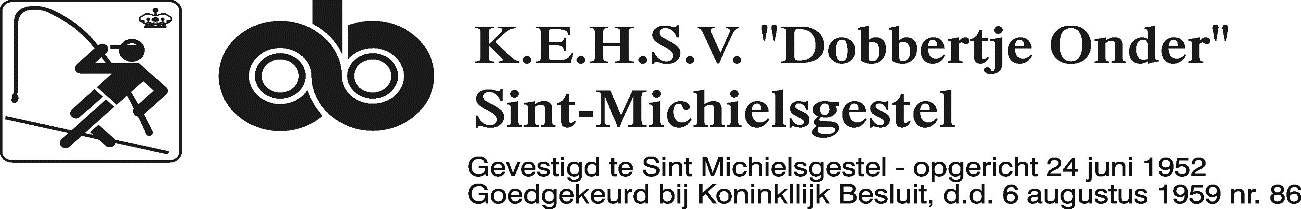 K.E.H.S.V. "Dobbertje Onder"
Sint-Michielsgestel
Gevestigd te Sint Michielsgestel - opgericht 24 juni 1952
Goedgekeurd bij Koninkllijk Besluit, d.d. 6 augustus 1959 nr. 86